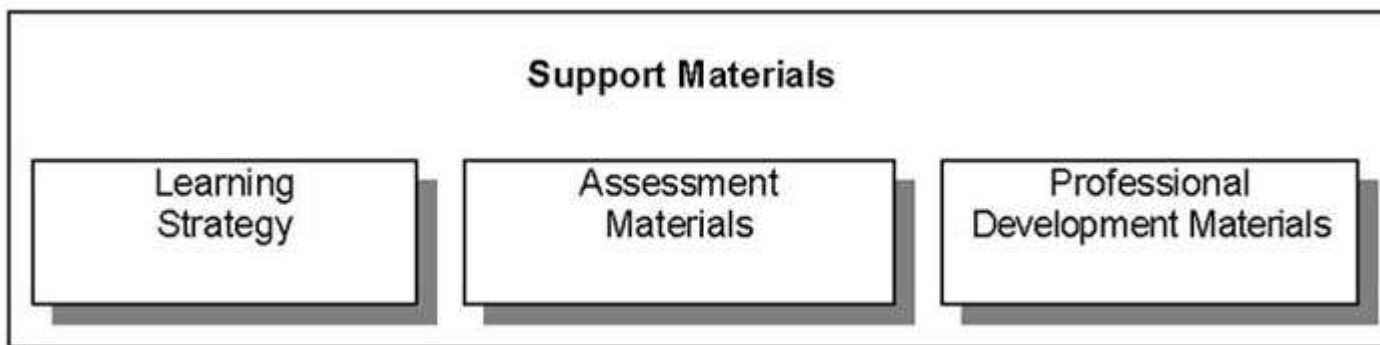 Support Materials
Learning
Strategy
Assessment
Materials
Professional
Development Materials